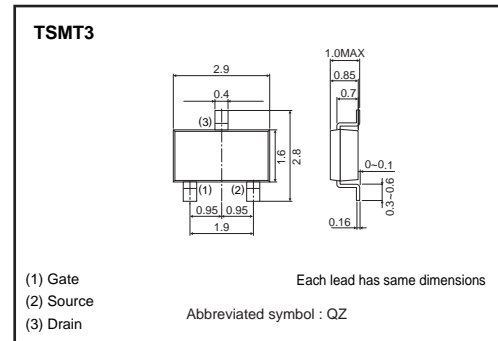 TSMT3
1.0MAX
0.85
0.7
2.9
0.4
(3)
1.6
2.8
(1) (2)
0~0.1
0.3~0.6
0.95 0.95
1.9
0.16
(1) Gate
(2) Source
(3) Drain
Each lead has same dimensions
Abbreviated symbol : QZ